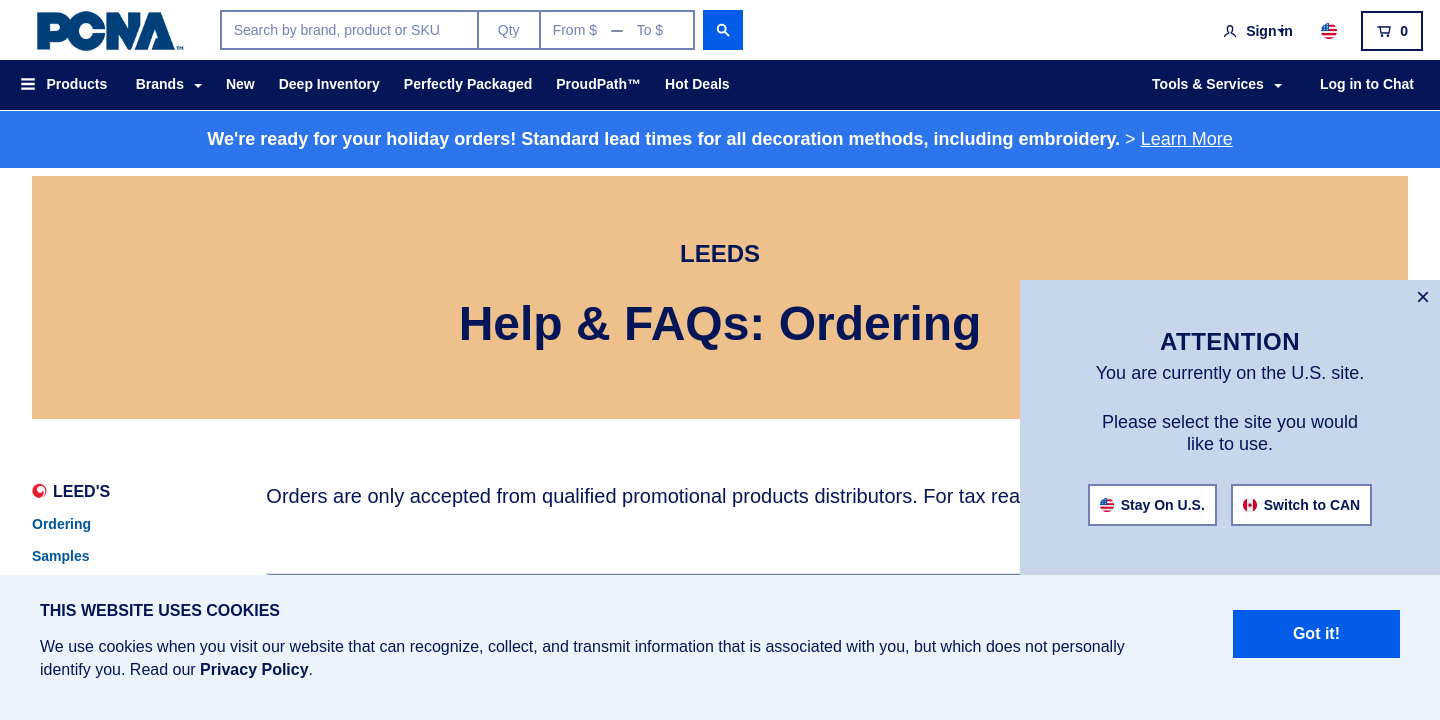 PCNA™
Search by brand, product or SKU
Qty
From $ — To $
Sign in
0
Products
Brands
New
Deep Inventory
Perfectly Packaged
ProudPath™
Hot Deals
Tools & Services
Log in to Chat
We're ready for your holiday orders! Standard lead times for all decoration methods, including embroidery. > Learn More
LEEDS
Help & FAQs: Ordering
×
ATTENTION
You are currently on the U.S. site.
Please select the site you would
like to use.
Stay On U.S.
Switch to CAN
LEED'S
Ordering
Samples
Orders are only accepted from qualified promotional products distributors. For tax rea
THIS WEBSITE USES COOKIES
We use cookies when you visit our website that can recognize, collect, and transmit information that is associated with you, but which does not personally
identify you. Read our Privacy Policy.
Got it!